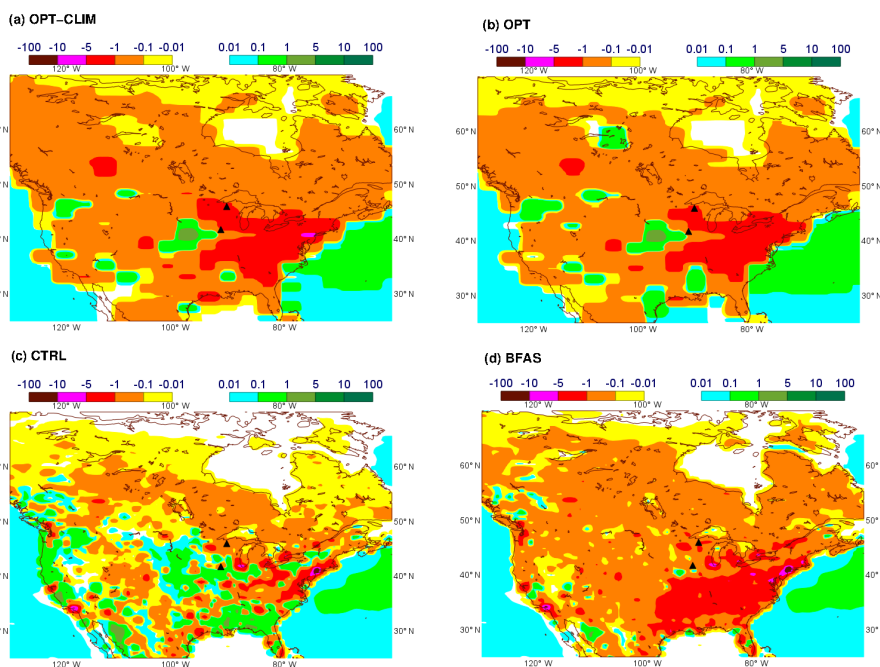 (a) OPT−CLIM
(b) OPT
-100 -10 -5 -1 -0.1 -0.01 0.01 0.1 1 5 10 100
-100 -10 -5 -1 -0.1 -0.01 0.01 0.1 1 5 10 100
120° W 100° W 80° W
120° W 100° W 80° W
° N 60° N ° N 60° N
° N 50° N ° N 50° N
° N 40° N ° N 40° N
° N 30° N ° N 30° N
120° W 100° W 80° W
120° W 100° W 80° W
(c) CTRL
(d) BFAS
-100 -10 -5 -1 -0.1 -0.01 0.01 0.1 1 5 10 100
-100 -10 -5 -1 -0.1 -0.01 0.01 0.1 1 5 10 100
120° W 100° W 80° W
120° W 100° W 80° W
° N 60° N ° N 60° N
° N 50° N ° N 50° N
° N 40° N ° N 40° N
° N 30° N ° N 30° N
120° W 100° W 80° W
120° W 100° W 80° W